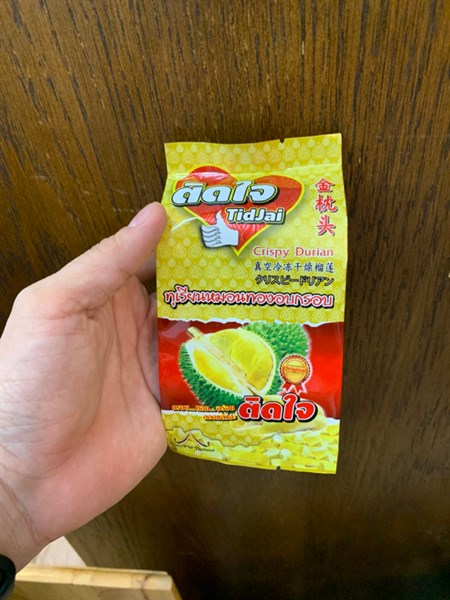 ติดใจ
TidJai
金枕头
Crispy Durian
真空冷冻干燥榴莲
クリスピードリアン
ทุเรียนหมอนทองอบกรอบ
ติดใจ